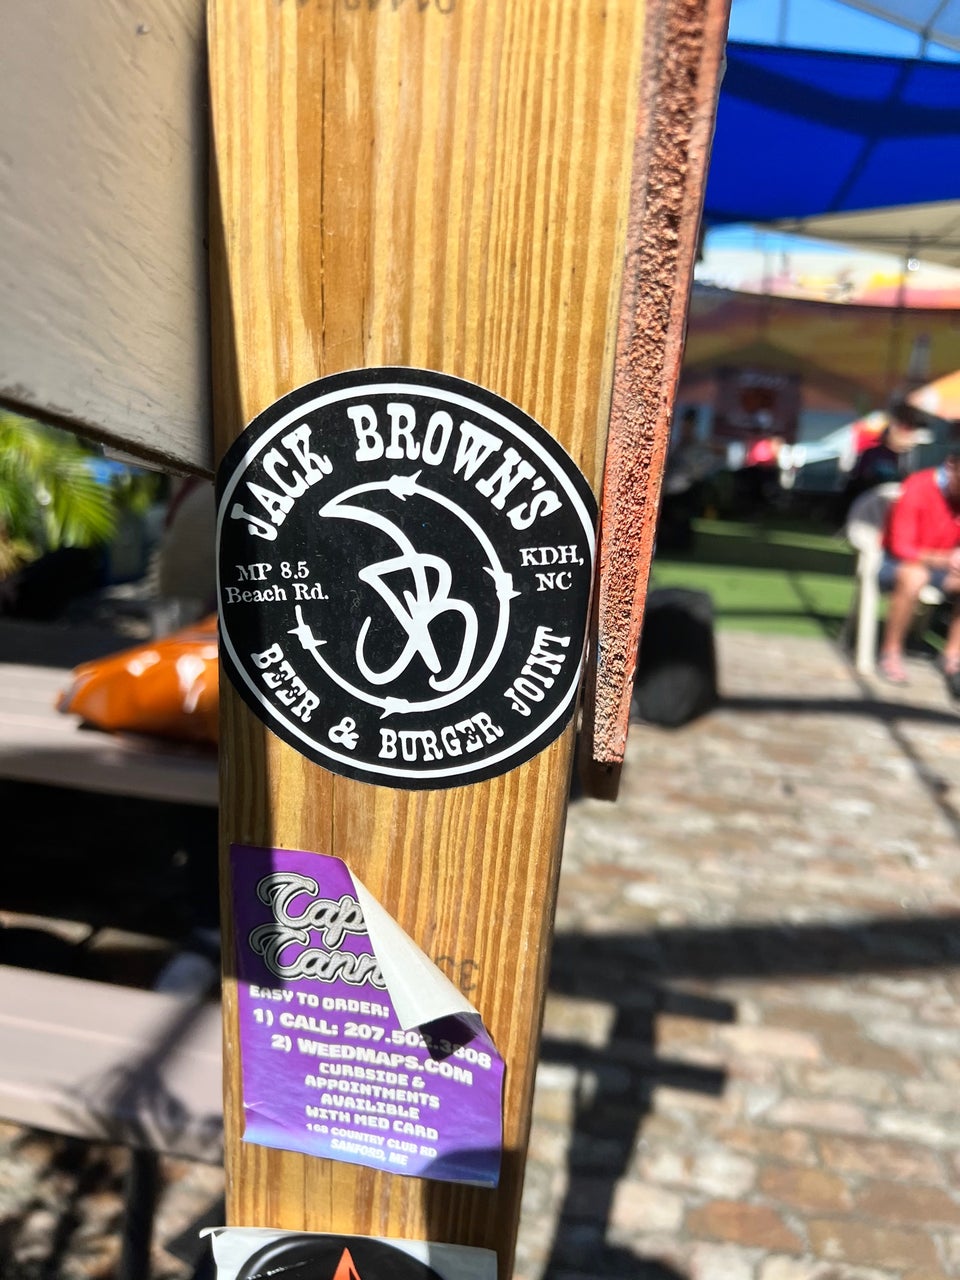 JACK BROWN'S
MP 8.5
Beach Rd.
KDH,
NC
JB
BEER & BURGER JOINT
EASY TO ORDER:
1) CALL: 207.502.3808
2) WEEDMAPS.COM
CURBSIDE &
APPOINTMENTS
AVAILIBLE
WITH MED CARD
168 COUNTRY CLUB RD
SANFORD, ME